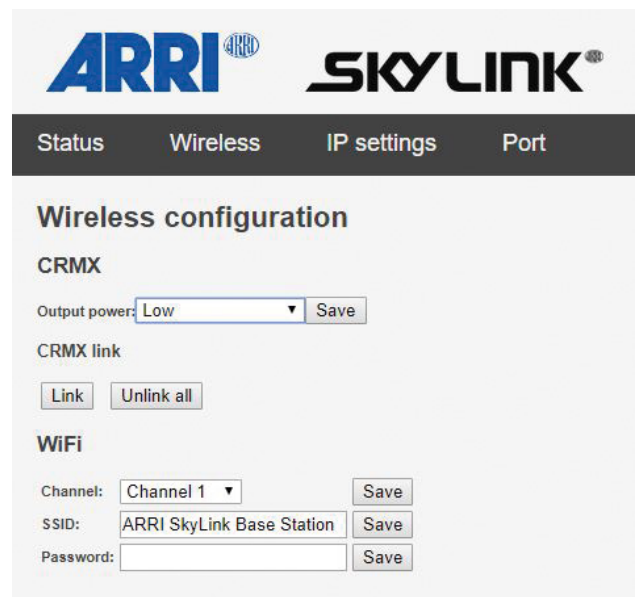 ARRI® ARRI SKYLINK®
Status Wireless IP settings Port
Wireless configuration
CRMX
Output power: Low ▼ Save
CRMX link
Link Unlink all
WiFi
Channel: Channel 1 ▼ Save
SSID: ARRI SkyLink Base Station Save
Password: Save